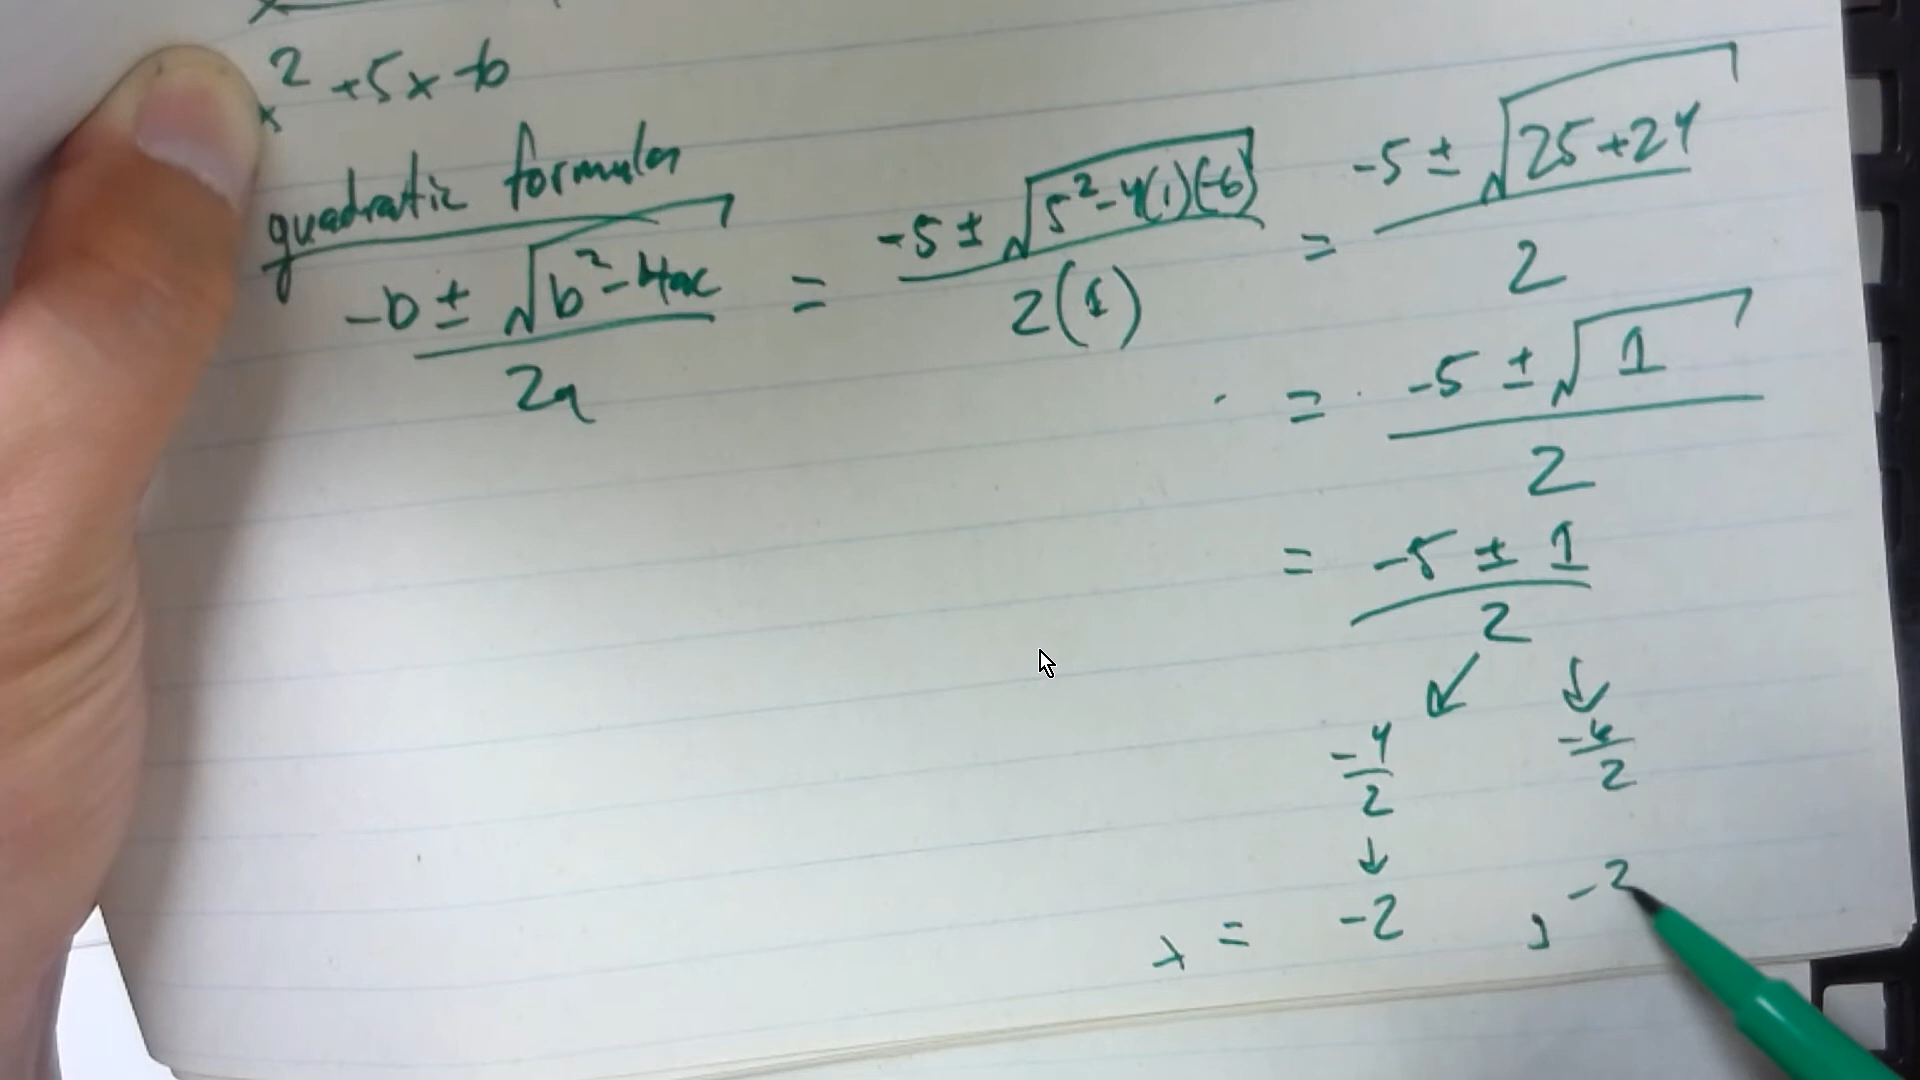 x² +5x -6
quadratic formula
-b ± √b²-4ac / 2a = -5 ± √5²-4(1)(-6) / 2(1) = -5 ± √25+24 / 2
= -5 ± √1 / 2
= -5 ± 1 / 2
↙ ↓
-4/2 -6/2
↓
x = -2 , -3